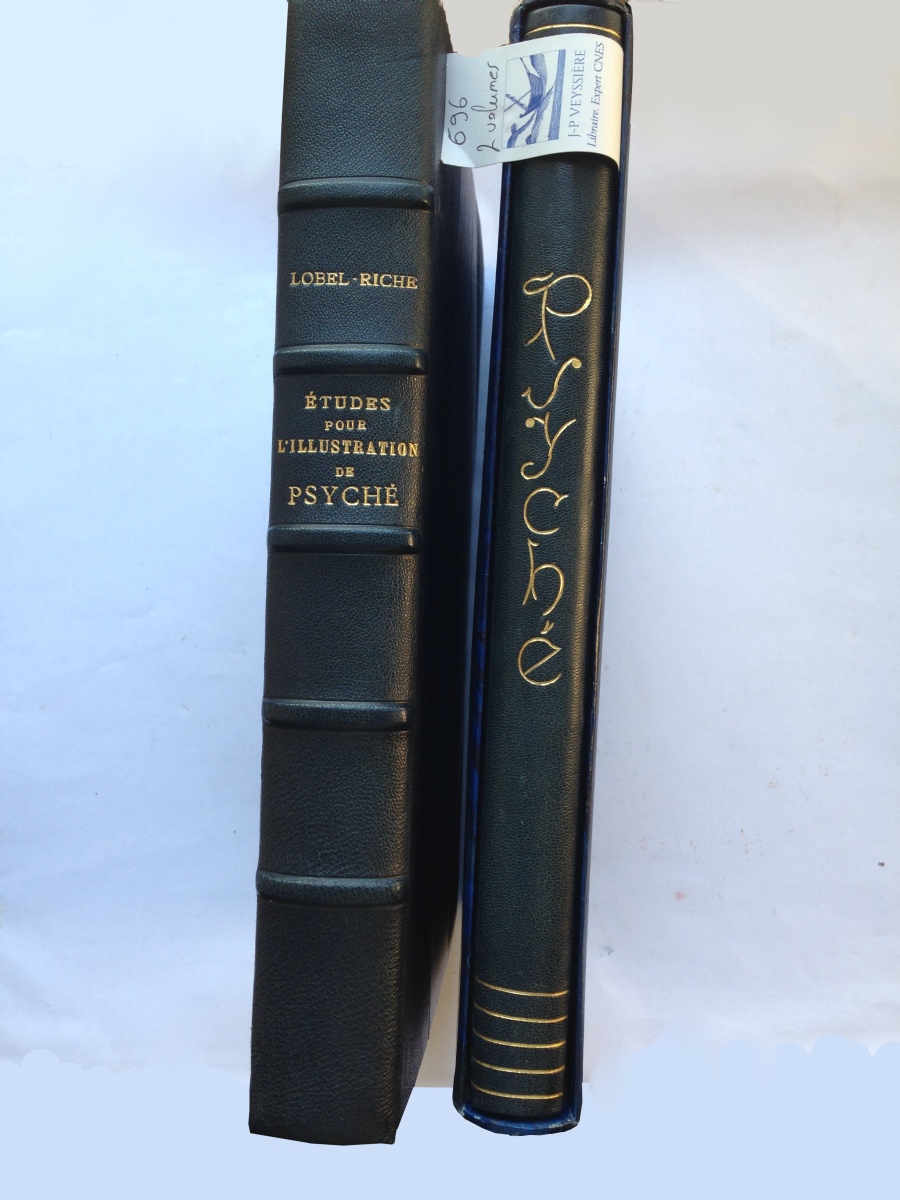 LOBEL-RICHE
ÉTUDES
POUR
L'ILLUSTRATION
DE
PSYCHÉ
696
2 volumes
J-P VEYSSIÈRE
Libraire, Expert CNES
Psyché